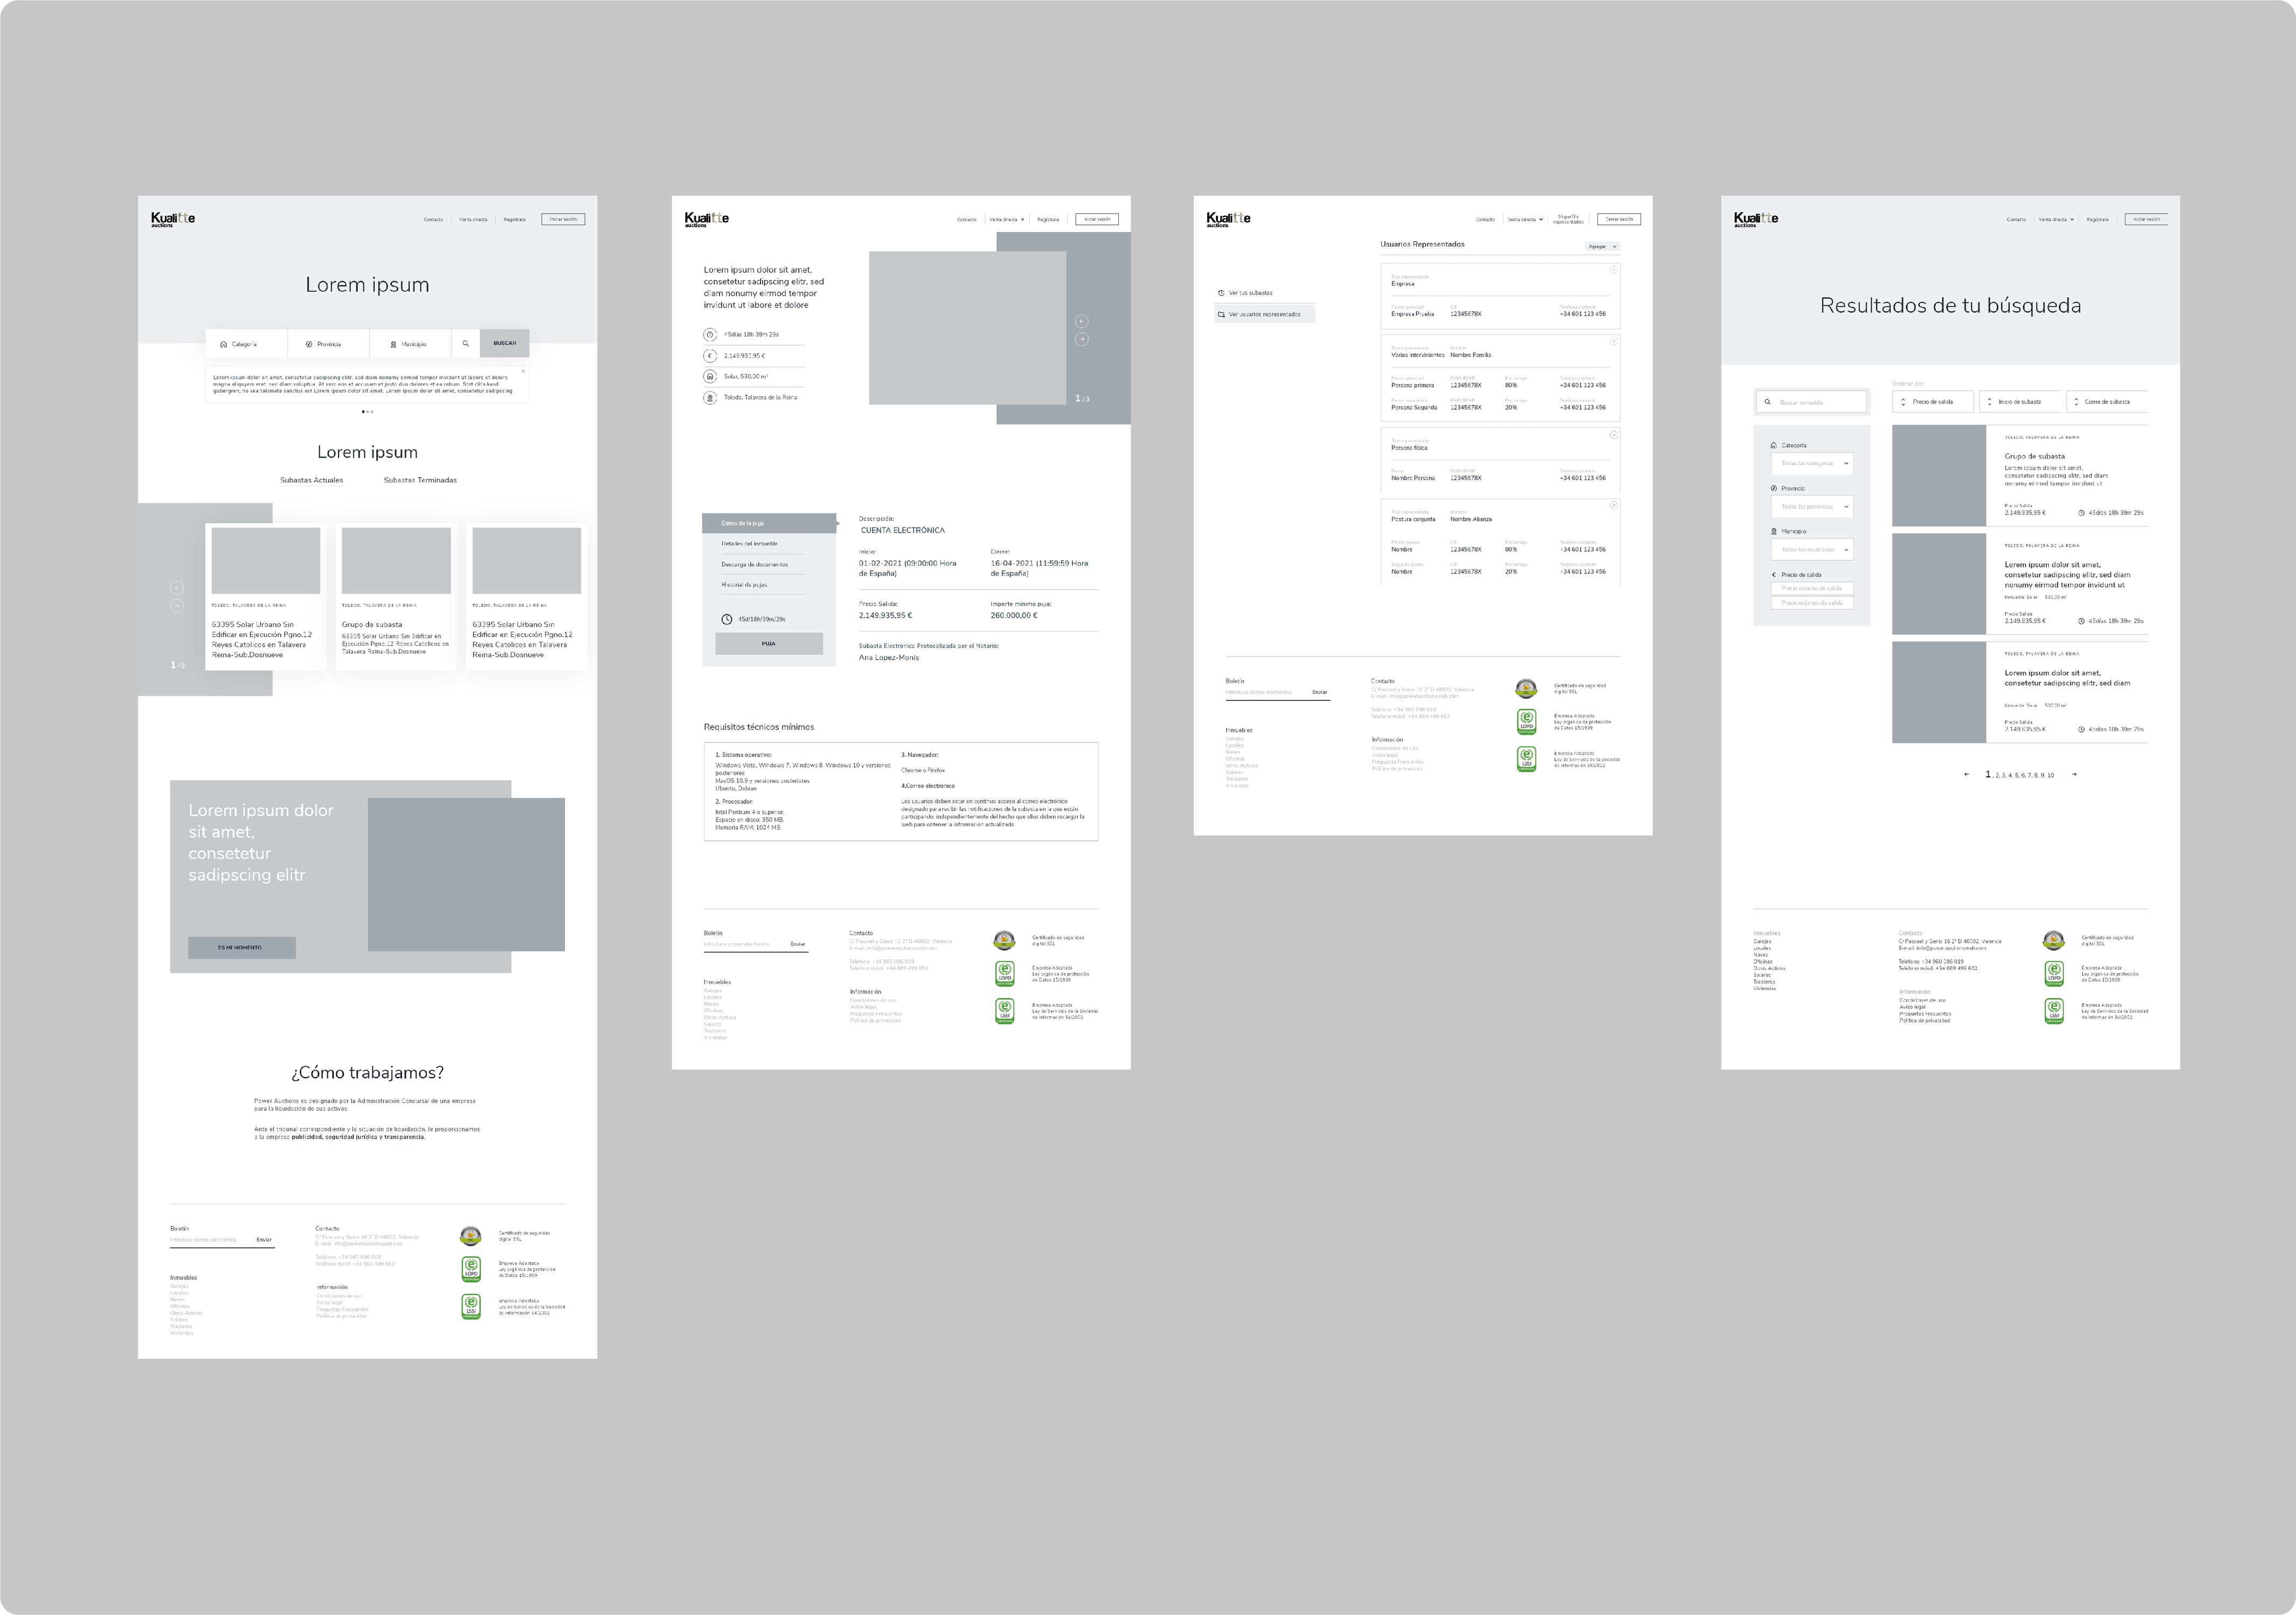 Kualitte
auctions
Contacto
Venta directa
Regístrate
Iniciar sesión
Lorem ipsum
Categoría
Provincia
Municipio
BUSCAR
Lorem ipsum dolor sit amet, consetetur sadipscing elitr, sed diam nonumy eirmod tempor invidunt ut labore et dolore
magna aliquyam erat, sed diam voluptua. At vero eos et accusam et justo duo dolores et ea rebum. Stet clita kasd
gubergren, no sea takimata sanctus est Lorem ipsum dolor sit amet. Lorem ipsum dolor sit amet, consetetur sadipscing
Lorem ipsum
Subastas Actuales
Subastas Terminadas
1 / 3
TOLEDO, TALAVERA DE LA REINA
63395 Solar Urbano Sin
Edificar en Ejecución Pgno.12
Reyes Catolicos en Talavera
Reina-Sub.Dosnueve
TOLEDO, TALAVERA DE LA REINA
Grupo de subasta
63395 Solar Urbano Sin Edificar en
Ejecución Pgno.12 Reyes Catolicos en
Talavera Reina-Sub.Dosnueve
TOLEDO, TALAVERA DE LA REINA
63395 Solar Urbano Sin
Edificar en Ejecución Pgno.12
Reyes Catolicos en Talavera
Reina-Sub.Dosnueve
Lorem ipsum dolor
sit amet,
consetetur
sadipscing elitr
ES MI MOMENTO
¿Cómo trabajamos?
Power Auctions es designado por la Administración Concursal de una empresa
para la liquidación de sus activos
Ante el tribunal correspondiente y la situación de liquidación, le proporcionamos
a la empresa publicidad, seguridad jurídica y transparencia.
Boletín
Introduce correo electrónico
Enviar
Inmuebles
Garajes
Locales
Naves
Oficinas
Otros Activos
Solares
Trasteros
Viviendas
Contacto
C/ Pascual y Genís 16 2° D 46002, Valencia
E-mail: info@powerauctionsweb.com
Teléfono: +34 960 096 019
Teléfono móvil: +34 669 499 652
Información
Condiciones de uso
Aviso legal
Preguntas Frecuentes
Política de privacidad
Certificado de seguridad
digital SSL
LOPD
Empresa Adaptada
Ley orgánica de protección
de Datos 15/1999
LSSI
Empresa Adaptada
Ley de Servicios de la Sociedad
de Información 34/2002
Kualitte
auctions
Contacto
Venta directa
Regístrate
Iniciar sesión
Lorem ipsum dolor sit amet,
consetetur sadipscing elitr, sed
diam nonumy eirmod tempor
invidunt ut labore et dolore
45días 18h 39m 29s
2.149.935,95 €
Solar, 530,00 m²
Toledo, Talavera de la Reina
1 / 3
Datos de la puja
Detalles del inmueble
Descarga de documentos
Historial de pujas
45d/18h/39m/29s
PUJA
Descripción:
CUENTA ELECTRÓNICA
Inicio:
01-02-2021 (09:00:00 Hora
de España)
Cierre:
16-04-2021 (11:59:59 Hora
de España)
Precio Salida:
2.149.935,95 €
Importe mínimo puja:
260.000,00 €
Subasta Electrónica Protocolizada por el Notario:
Ana Lopez-Monis
Requisitos técnicos mínimos
1. Sistema operativo:
Windows Vista, Windows 7, Windows 8, Windows 10 y versiones
posteriores
MacOS 10.9 y versiones posteriores
Ubuntu, Debian
2. Procesador:
Intel Pentium 4 o superior.
Espacio en disco: 350 MB.
Memoria RAM: 1024 MB.
3. Navegador:
Chrome o Firefox
4.Correo electrónico
Los usuarios deben estar en continuo acceso al correo electrónico
designado para recibir las notificaciones de la subasta en la que están
participando, independientemente del hecho que ellos deben recargar la
web para obtener la información actualizada.
Boletín
Introduce correo electrónico
Enviar
Inmuebles
Garajes
Locales
Naves
Oficinas
Otros Activos
Solares
Trasteros
Viviendas
Contacto
C/ Pascual y Genís 16 2° D 46002, Valencia
E-mail: info@powerauctionsweb.com
Teléfono: +34 960 096 019
Teléfono móvil: +34 669 499 652
Información
Condiciones de uso
Aviso legal
Preguntas Frecuentes
Política de privacidad
Certificado de seguridad
digital SSL
LOPD
Empresa Adaptada
Ley orgánica de protección
de Datos 15/1999
LSSI
Empresa Adaptada
Ley de Servicios de la Sociedad
de Información 34/2002
Kualitte
auctions
Contacto
Venta directa
Mi perfil y
representados
Cerrar sesión
Usuarios Representados
Agregar
Ver tus subastas
Ver usuarios representados
Tipo representado
Empresa
Empresa Prueba
CIF
12345678X
Teléfono contacto
+34 601 123 456
Varios intervinientes
Nombre Familia
Persona primera
12345678X
Porcentaje
80%
Teléfono contacto
+34 601 123 456
Persona Segunda
12345678X
Porcentaje
20%
Teléfono contacto
+34 601 123 456
Tipo representado
Persona física
Nombre Persona
12345678X
Teléfono contacto
+34 601 123 456
Tipo representado
Postura conjunta
Nombre Alianza
Primer postor
Nombre
CIF
12345678X
Porcentaje
80%
Teléfono contacto
+34 601 123 456
Segundo postor
Nombre
CIF
12345678X
Porcentaje
20%
Teléfono contacto
+34 601 123 456
Boletín
Introduce correo electrónico
Enviar
Inmuebles
Garajes
Locales
Naves
Oficinas
Otros Activos
Solares
Trasteros
Viviendas
Contacto
C/ Pascual y Genís 15 2° D 46002, Valencia
E-mail: info@powerauctionsweb.com
Teléfono: +34 960 096 019
Teléfono móvil: +34 669 499 652
Información
Condiciones de uso
Aviso legal
Preguntas Frecuentes
Política de privacidad
Certificado de seguridad
digital SSL
LOPD
Empresa Adaptada
Ley orgánica de protección
de Datos 15/1999
LSSI
Empresa Adaptada
Ley de Servicios de la Sociedad
de Información 34/2002
Kualitte
auctions
Contacto
Venta directa
Regístrate
Iniciar sesión
Resultados de tu búsqueda
Buscar inmueble
Categoría
Todas las categorías
Provincia
Todas las provincias
Municipio
Todos los municipios
€ Precio de salida
Precio mínimo de salida
Precio máximo de salida
Ordenar por:
Precio de salida
Inicio de subasta
Cierre de subasta
TOLEDO, TALAVERA DE LA REINA
Grupo de subasta
Lorem ipsum dolor sit amet,
consetetur sadipscing elitr, sed diam
nonumy eirmod tempor invidunt ut
Precio Salida
2.149.935,95 €
45días 18h 39m 29s
TOLEDO, TALAVERA DE LA REINA
Lorem ipsum dolor sit amet,
consetetur sadipscing elitr, sed diam
nonumy eirmod tempor invidunt ut
Inmueble: Solar 530,00 m²
Precio Salida
2.149.935,95 €
45días 18h 39m 29s
TOLEDO, TALAVERA DE LA REINA
Lorem ipsum dolor sit amet,
consetetur sadipscing elitr, sed diam
Inmueble: Solar 530,00 m²
Precio Salida
2.149.935,95 €
45días 18h 39m 29s
← 1, 2, 3, 4, 5, 6, 7, 8, 9, 10 →
Inmuebles
Garajes
Locales
Naves
Oficinas
Otros Activos
Solares
Trasteros
Viviendas
Contacto
C/ Pascual y Genís 16 2° D 46002, Valencia
E-mail: info@powerauctionsweb.com
Teléfono: +34 960 096 019
Teléfono móvil: +34 669 499 652
Información
Condiciones de uso
Aviso legal
Preguntas Frecuentes
Política de privacidad
Certificado de seguridad
digital SSL
LOPD
Empresa Adaptada
Ley orgánica de protección
de Datos 15/1999
LSSI
Empresa Adaptada
Ley de Servicios de la Sociedad
de Información 34/2002